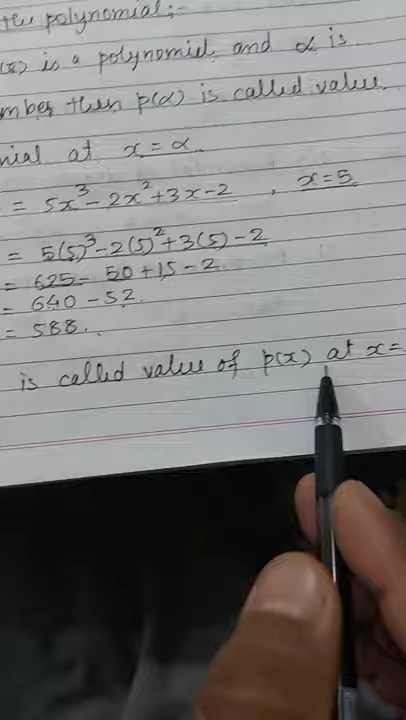 the polynomial:-
(x) is a polynomial, and α is
mber then p(α) is called value
nial at x = α.
= 5x³ - 2x² + 3x - 2 , x = 5
= 5(5)³ - 2(5)² + 3(5) - 2
= 625 - 50 + 15 - 2
= 640 - 52.
= 588.
is called value of p(x) at x =